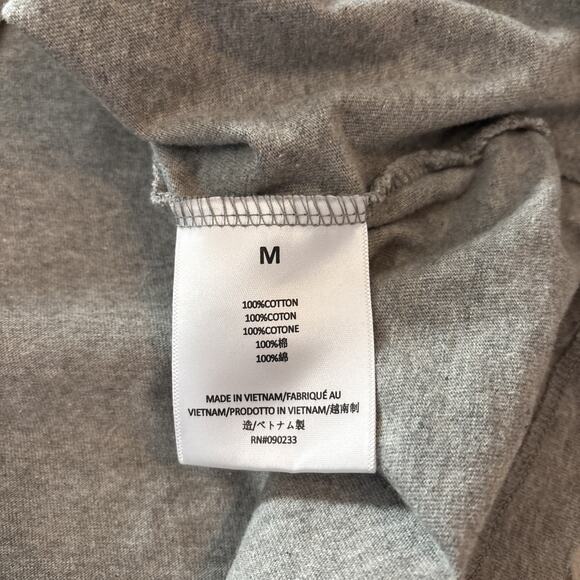 M
100%COTTON
100%COTON
100%COTONE
100%棉
100%綿
MADE IN VIETNAM/FABRIQUÉ AU
VIETNAM/PRODOTTO IN VIETNAM/越南制
造/ベトナム製
RN#090233